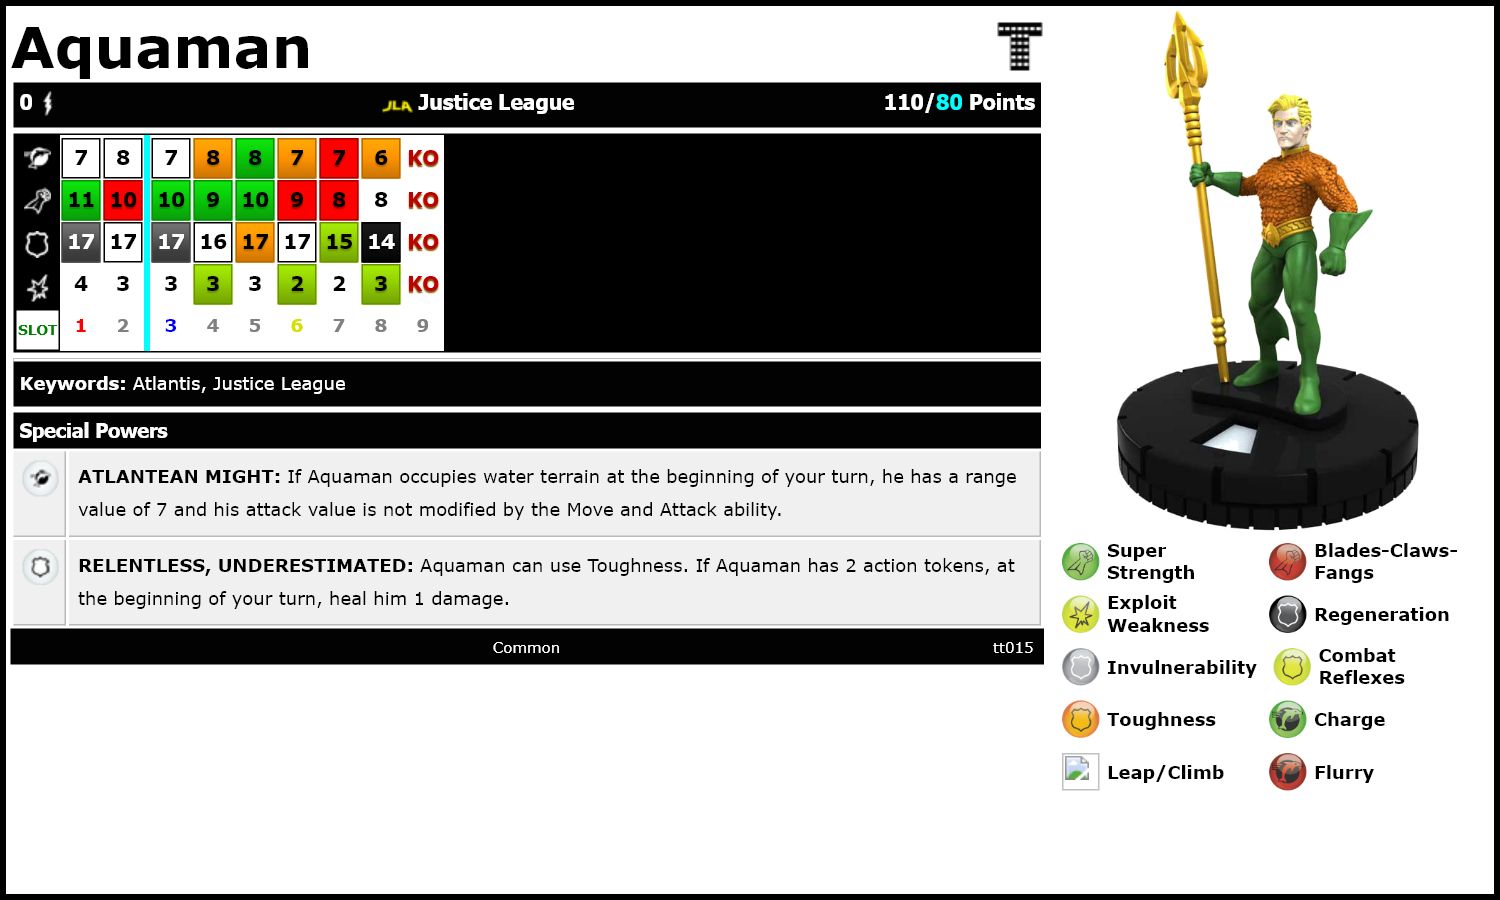 Aquaman
T
0 JLA Justice League 110/80 Points
7 8 7 8 8 7 7 6 KO
11 10 10 9 10 9 8 8 KO
17 17 17 16 17 17 15 14 KO
4 3 3 3 3 2 2 3 KO
SLOT 1 2 3 4 5 6 7 8 9
Keywords: Atlantis, Justice League
Special Powers
ATLANTEAN MIGHT: If Aquaman occupies water terrain at the beginning of your turn, he has a range
value of 7 and his attack value is not modified by the Move and Attack ability.
RELENTLESS, UNDERESTIMATED: Aquaman can use Toughness. If Aquaman has 2 action tokens, at
the beginning of your turn, heal him 1 damage.
Common tt015
Super
Strength
Blades-Claws-
Fangs
Exploit
Weakness
Regeneration
Invulnerability
Combat
Reflexes
Toughness
Charge
Leap/Climb
Flurry